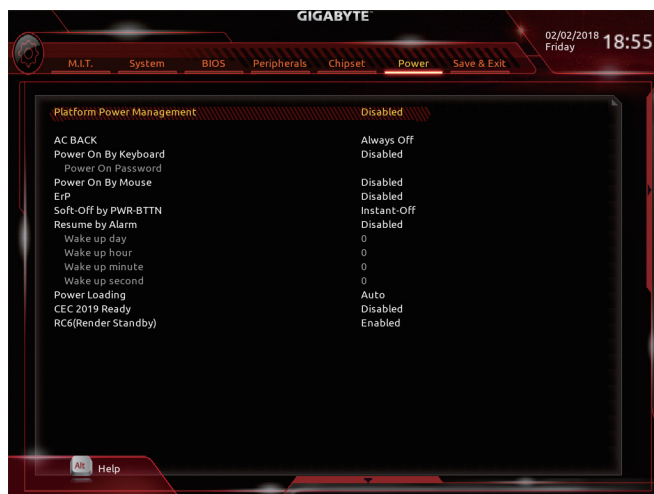 GIGABYTE™
02/02/2018
Friday
18:55
M.I.T. System BIOS Peripherals Chipset Power Save & Exit
Platform Power Management Disabled
AC BACK Always Off
Power On By Keyboard Disabled
Power On Password
Power On By Mouse Disabled
ErP Disabled
Soft-Off by PWR-BTTN Instant-Off
Resume by Alarm Disabled
Wake up day 0
Wake up hour 0
Wake up minute 0
Wake up second 0
Power Loading Auto
CEC 2019 Ready Disabled
RC6(Render Standby) Enabled
Alt Help